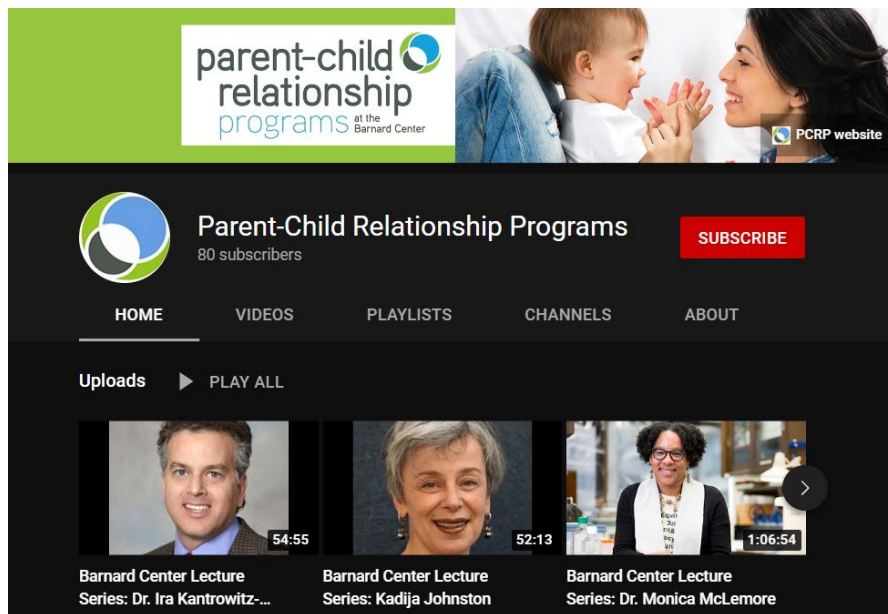 parent-child
relationship
programs at the Barnard Center
PCRP website
Parent-Child Relationship Programs
80 subscribers
SUBSCRIBE
HOME VIDEOS PLAYLISTS CHANNELS ABOUT
Uploads PLAY ALL
54:55 52:13 1:06:54
Barnard Center Lecture
Series: Dr. Ira Kantrowitz-...
Barnard Center Lecture
Series: Kadija Johnston
Barnard Center Lecture
Series: Dr. Monica McLemore